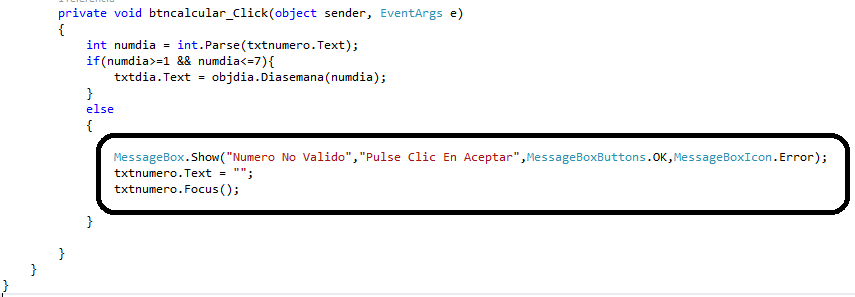 private void btncalcular_Click(object sender, EventArgs e)
{
int numdia = int.Parse(txtnumero.Text);
if(numdia>=1 && numdia<=7){
txtdia.Text = objdia.Diasemana(numdia);
}
else
{
MessageBox.Show("Numero No Valido","Pulse Clic En Aceptar",MessageBoxButtons.OK,MessageBoxIcon.Error);
txtnumero.Text = "";
txtnumero.Focus();
}
}
}
}